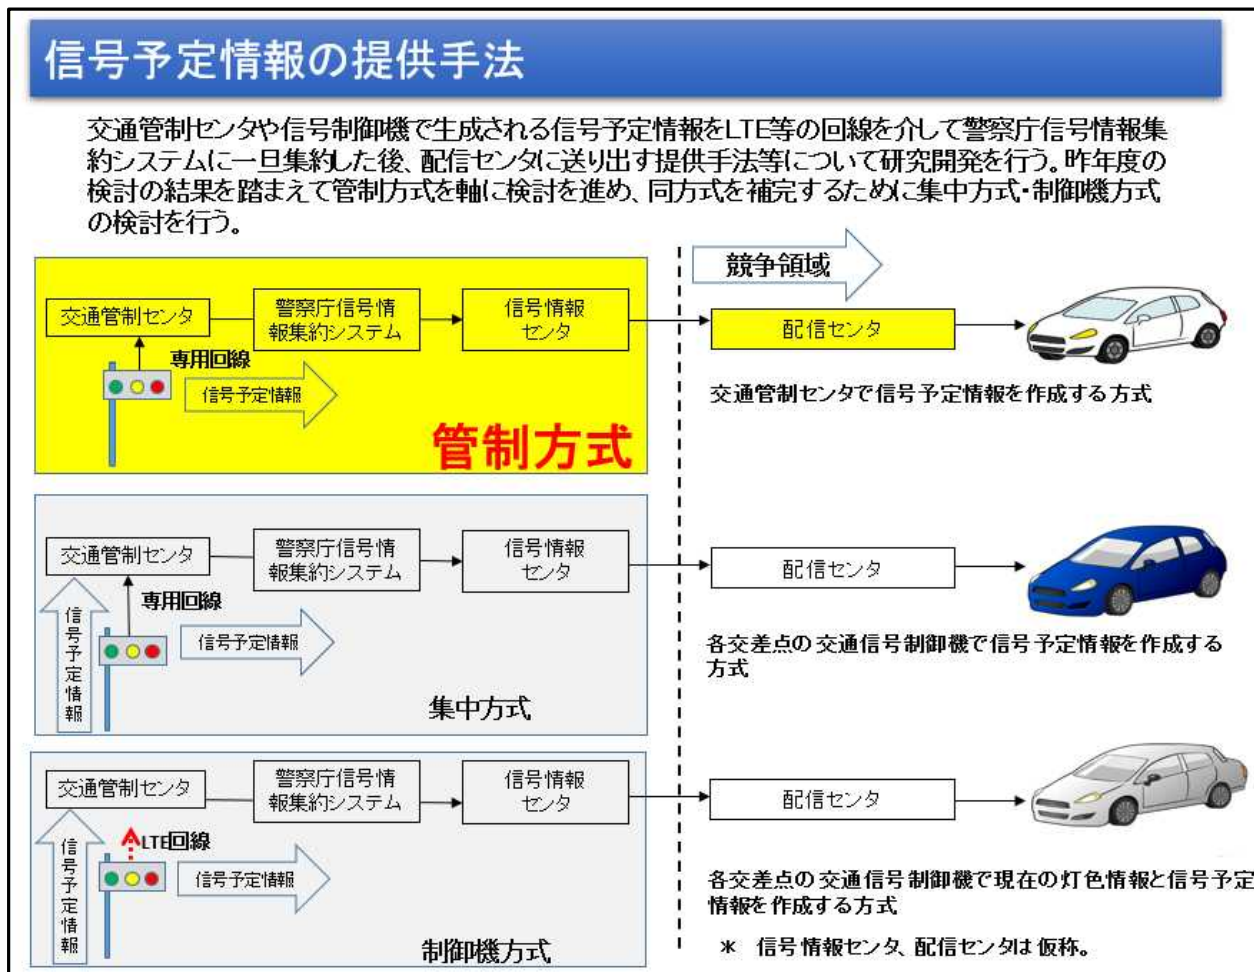 信号予定情報の提供手法
交通管制センタや信号制御機で生成される信号予定情報をLTE等の回線を介して警察庁信号情報集
約システムに一旦集約した後、配信センタに送り出す提供手法等について研究開発を行う。昨年度の
検討の結果を踏まえて管制方式を軸に検討を進め、同方式を補完するために集中方式・制御機方式
の検討を行う。
競争領域
交通管制センタ
警察庁信号情
報集約システム
信号情報
センタ
配信センタ
専用回線
信号予定情報
管制方式
交通管制センタで信号予定情報を作成する方式
交通管制センタ
警察庁信号情
報集約システム
信号情報
センタ
配信センタ
専用回線
信号予定情報
信号予定情報
集中方式
各交差点の交通信号制御機で信号予定情報を作成する
方式
交通管制センタ
警察庁信号情
報集約システム
信号情報
センタ
配信センタ
LTE回線
信号予定情報
信号予定情報
制御機方式
各交差点の交通信号制御機で現在の灯色情報と信号予定
情報を作成する方式
* 信号情報センタ、配信センタは仮称。